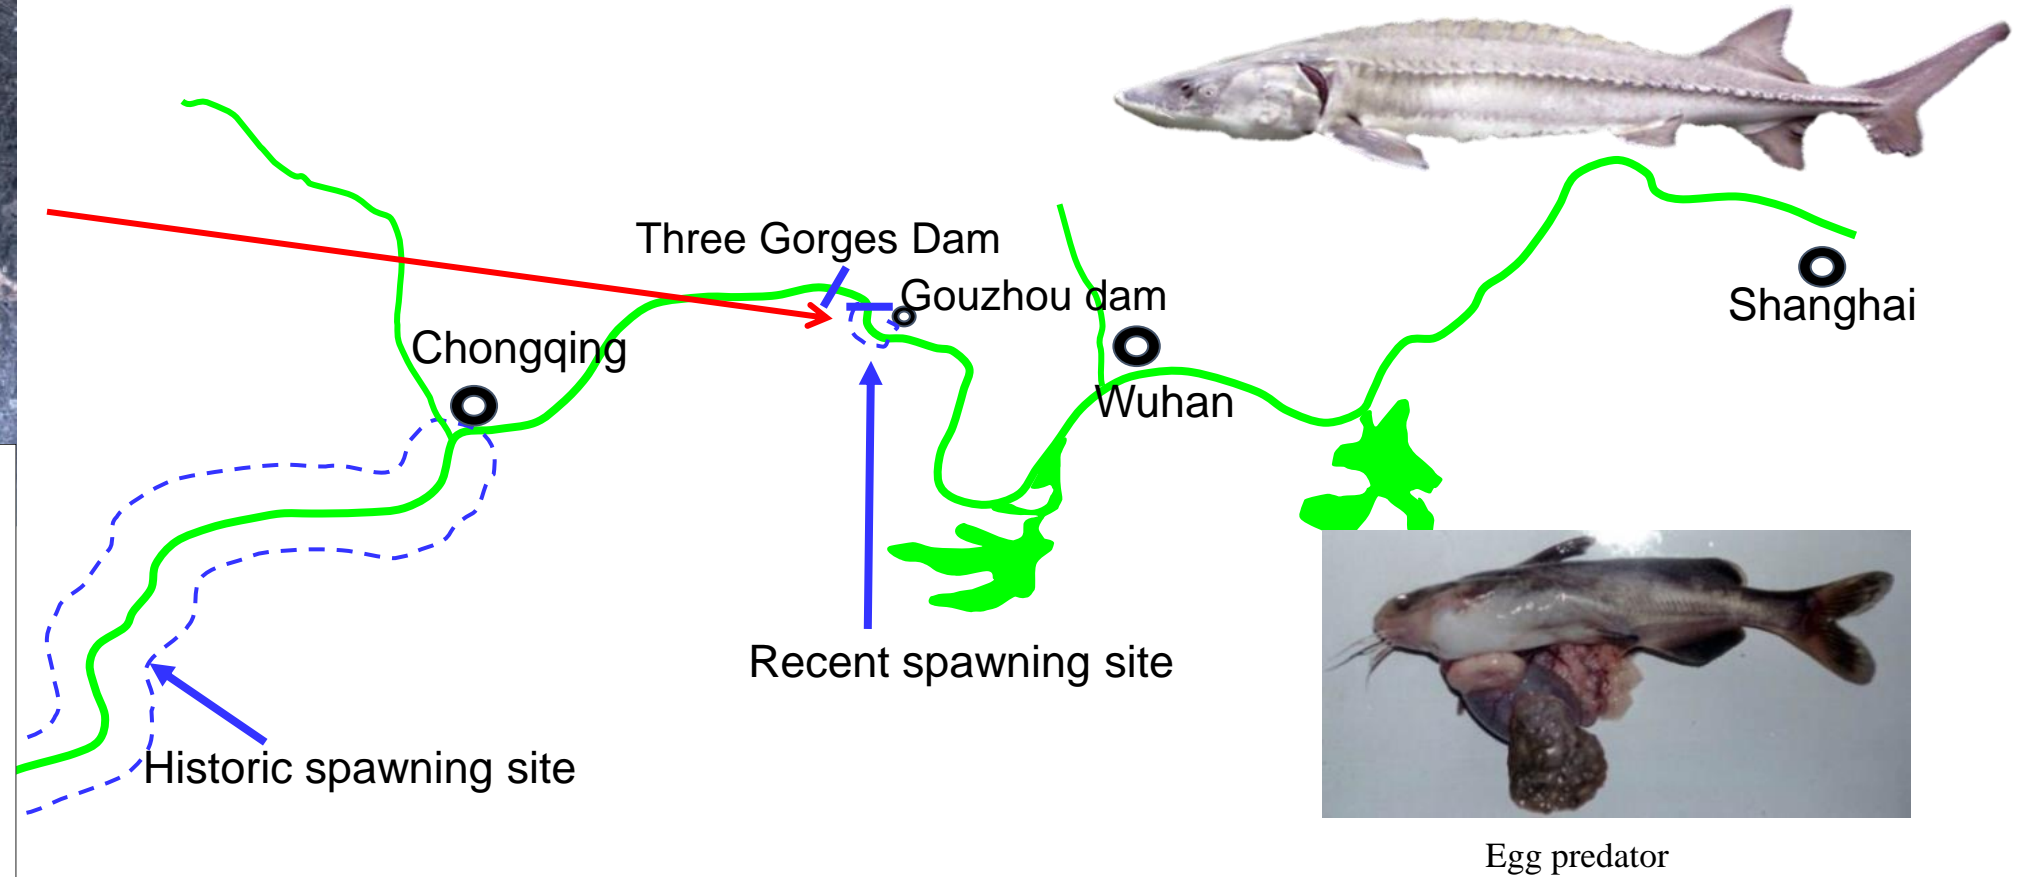 Three Gorges Dam
Gouzhou dam
Shanghai
Chongqing
Wuhan
Recent spawning site
Historic spawning site
Egg predator